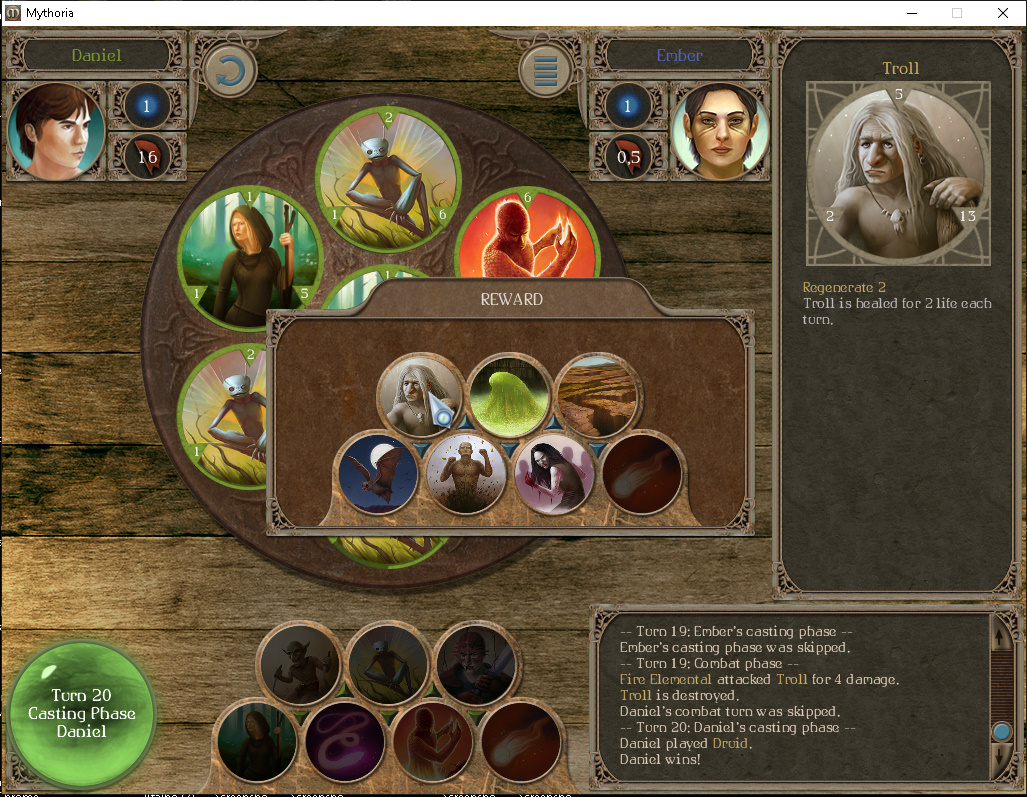 Mythoria
Daniel
1
16
Ember
1
0,5
Troll
5
2
13
Regenerate 2
Troll is healed for 2 life each
turn.
2
1
6
1
1
5
6
1
2
1
REWARD
Turn 20
Casting Phase
Daniel
-- Turn 19: Ember's casting phase --
Ember's casting phase was skipped.
-- Turn 19: Combat phase --
Fire Elemental attacked Troll for 4 damage.
Troll is destroyed.
Daniel's combat turn was skipped.
-- Turn 20: Daniel's casting phase --
Daniel played Druid.
Daniel wins!